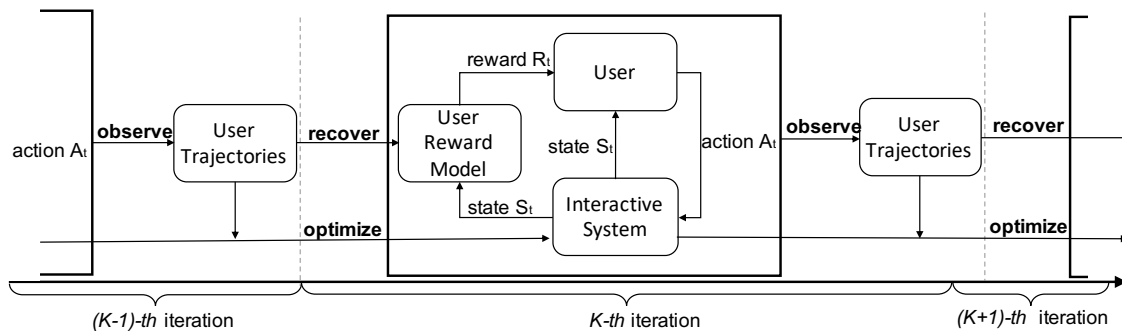 action At
observe
User
Trajectories
recover
optimize
reward Rt
User
User
Reward
Model
state St
action At
state St
Interactive
System
observe
User
Trajectories
recover
optimize
(K-1)-th iteration
K-th iteration
(K+1)-th iteration